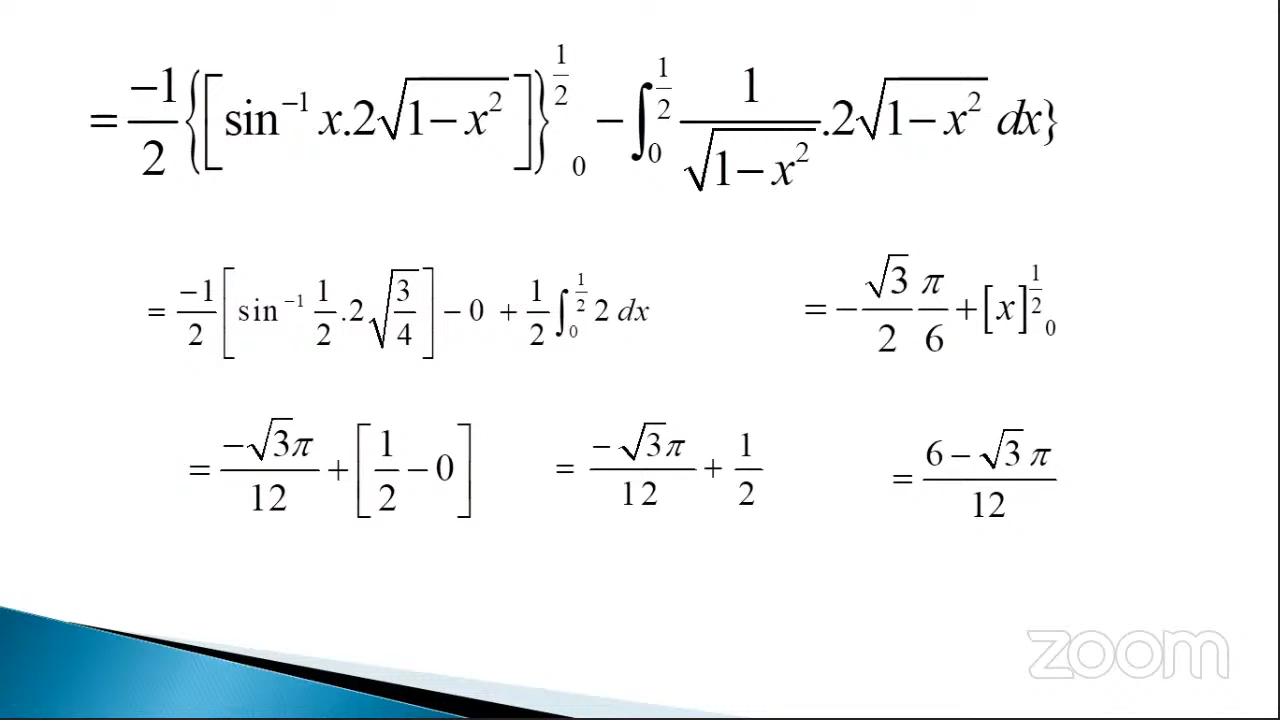 = -1/2 {[sin⁻¹ x.2√(1−x²)]}₀^(1/2) − ∫₀^(1/2) 1/√(1−x²) .2√(1−x²) dx}
= -1/2 [sin⁻¹ 1/2 .2√(3/4)] − 0 + 1/2 ∫₀^(1/2) 2 dx = − √3/2 π/6 + [x]₀^(1/2)
= −√3π/12 + [1/2 − 0] = −√3π/12 + 1/2 = (6 − √3 π)/12
zoom